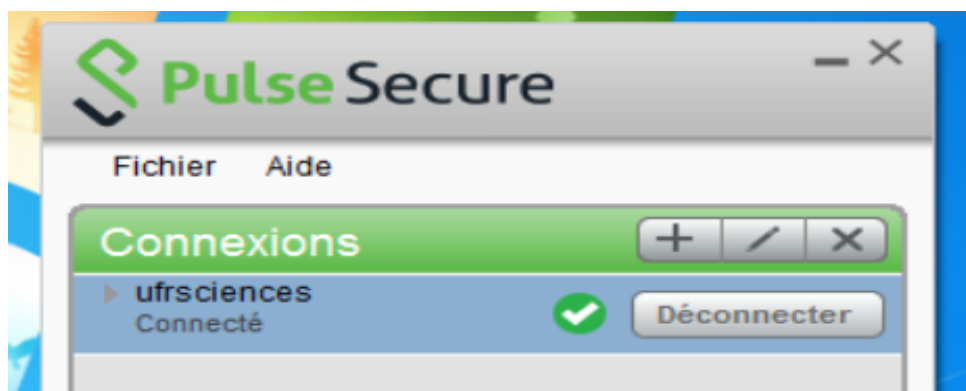 Pulse Secure
Fichier Aide
Connexions
ufrsciences
Connecté
Déconnecter